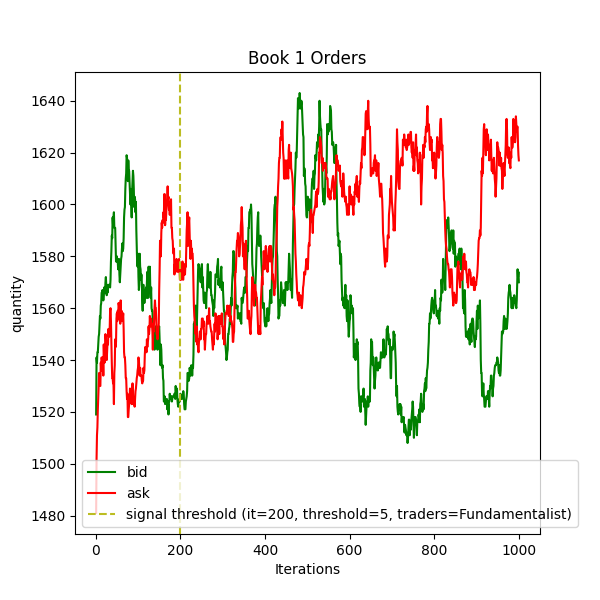 Book 1 Orders
quantity
1640
1620
1600
1580
1560
1540
1520
1500
1480
bid
ask
signal threshold (it=200, threshold=5, traders=Fundamentalist)
0 200 400 600 800 1000
Iterations